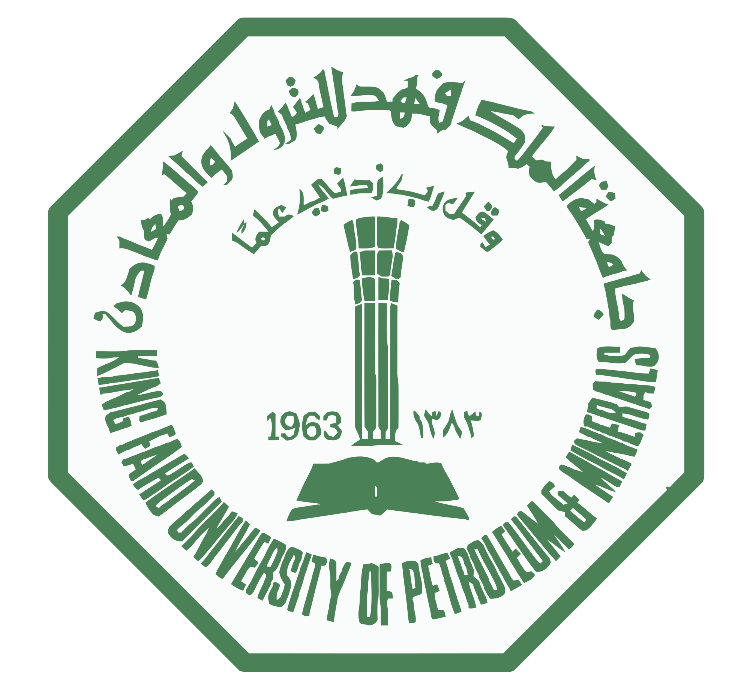 جامعة الملك فهد للبترول والمعادن
وقل رب زدني علما
1963
١٣٨٣
KING FAHD UNIVERSITY OF PETROLEUM & MINERALS